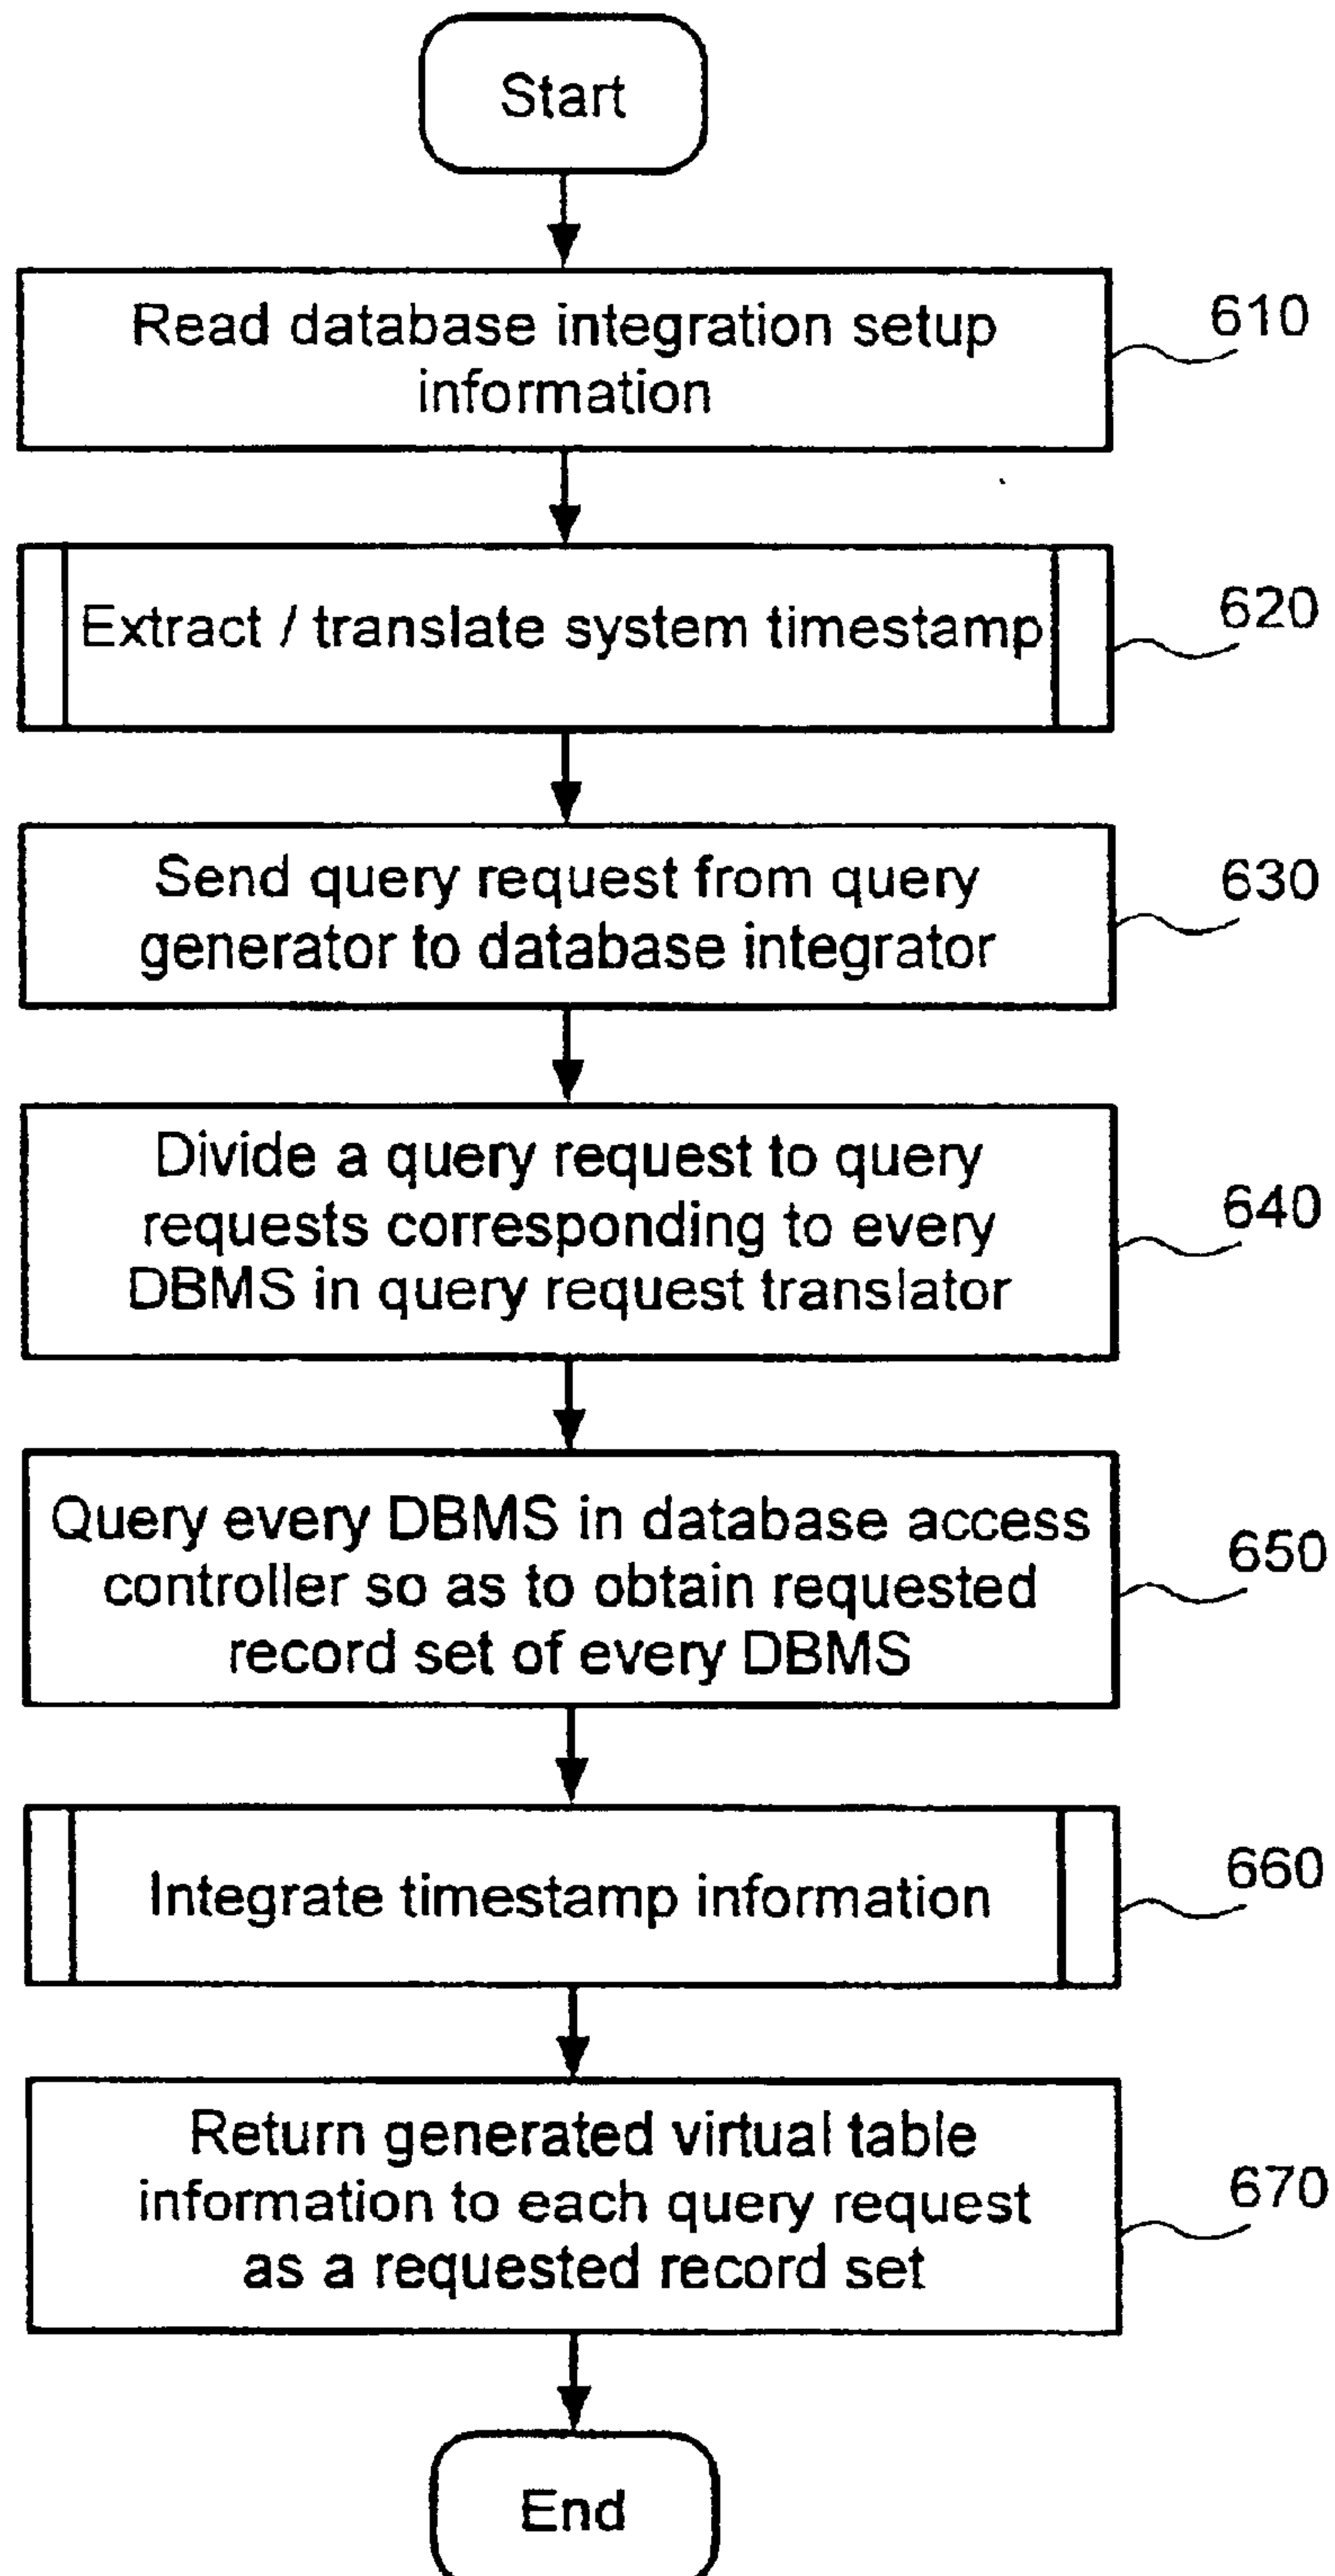 Start
Read database integration setup
information
610
Extract / translate system timestamp
620
Send query request from query
generator to database integrator
630
Divide a query request to query
requests corresponding to every
DBMS in query request translator
640
Query every DBMS in database access
controller so as to obtain requested
record set of every DBMS
650
Integrate timestamp information
660
Return generated virtual table
information to each query request
as a requested record set
670
End